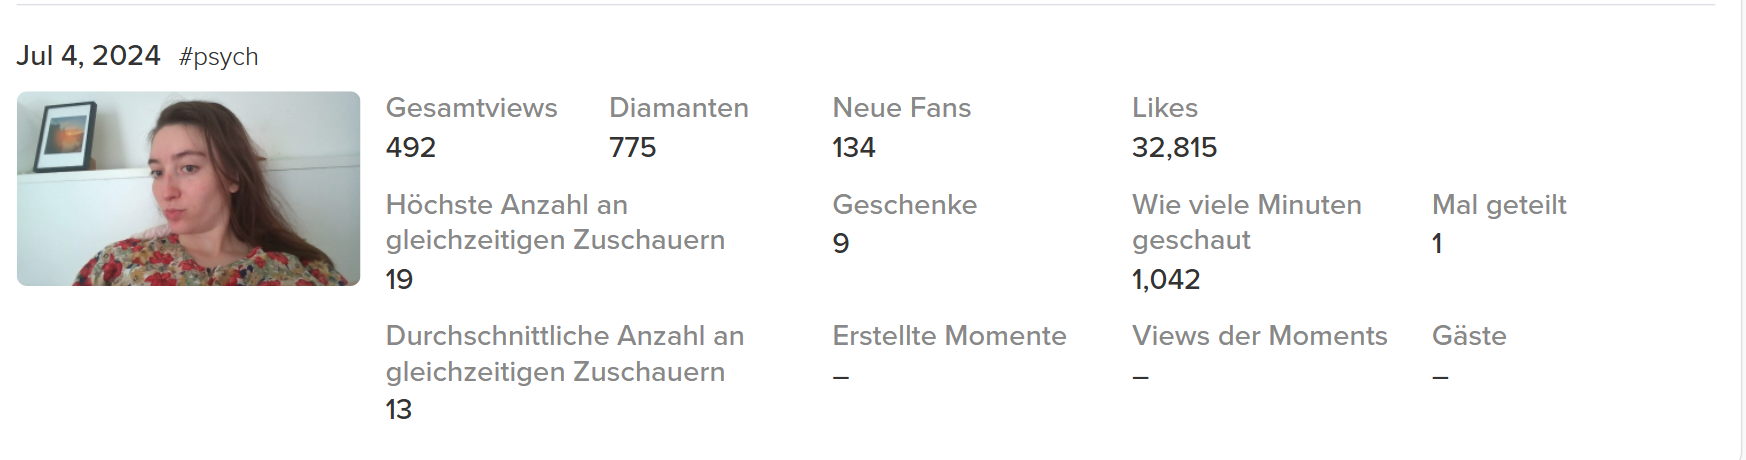 Jul 4, 2024 #psych
Gesamtviews
492
Diamanten
775
Neue Fans
134
Likes
32,815
Höchste Anzahl an
gleichzeitigen Zuschauern
19
Geschenke
9
Wie viele Minuten
geschaut
1,042
Mal geteilt
1
Durchschnittliche Anzahl an
gleichzeitigen Zuschauern
13
Erstellte Momente
–
Views der Moments
–
Gäste
–